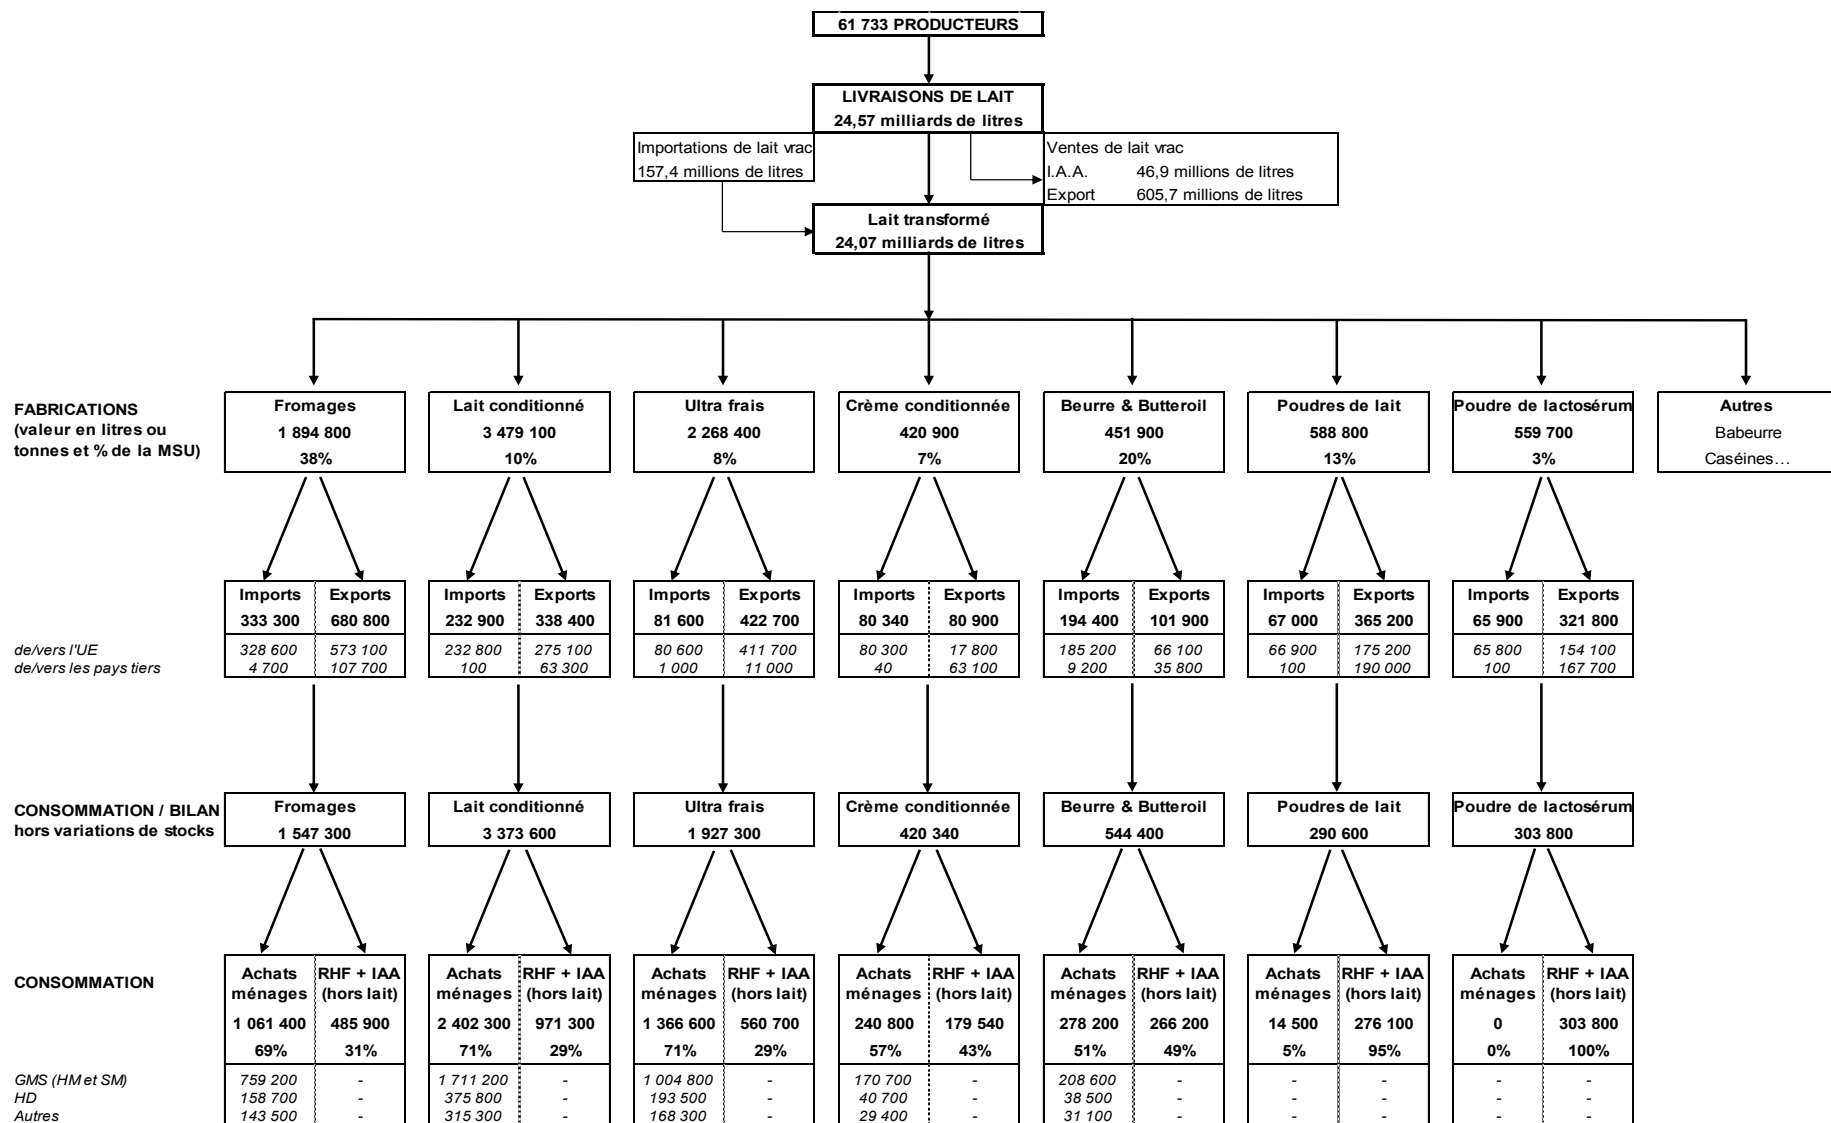 61 733 PRODUCTEURS
LIVRAISONS DE LAIT
24,57 milliards de litres
Importations de lait vrac
157,4 millions de litres
Ventes de lait vrac
I.A.A. 46,9 millions de litres
Export 605,7 millions de litres
Lait transformé
24,07 milliards de litres
FABRICATIONS
(valeur en litres ou
tonnes et % de la MSU)
Fromages
1 894 800
38%
Lait conditionné
3 479 100
10%
Ultra frais
2 268 400
8%
Crème conditionnée
420 900
7%
Beurre & Butteroil
451 900
20%
Poudres de lait
588 800
13%
Poudre de lactosérum
559 700
3%
Autres
Babeurre
Caséines…
de/vers l'UE
de/vers les pays tiers
Imports Exports
333 300 680 800
328 600 573 100
4 700 107 700
Imports Exports
232 900 338 400
232 800 275 100
100 63 300
Imports Exports
81 600 422 700
80 600 411 700
1 000 11 000
Imports Exports
80 340 80 900
80 300 17 800
40 63 100
Imports Exports
194 400 101 900
185 200 66 100
9 200 35 800
Imports Exports
67 000 365 200
66 900 175 200
100 190 000
Imports Exports
65 900 321 800
65 800 154 100
100 167 700
CONSOMMATION / BILAN
hors variations de stocks
Fromages
1 547 300
Lait conditionné
3 373 600
Ultra frais
1 927 300
Crème conditionnée
420 340
Beurre & Butteroil
544 400
Poudres de lait
290 600
Poudre de lactosérum
303 800
CONSOMMATION
GMS (HM et SM)
HD
Autres
Achats RHF + IAA
ménages (hors lait)
1 061 400 485 900
69% 31%
759 200 -
158 700 -
143 500 -
Achats RHF + IAA
ménages (hors lait)
2 402 300 971 300
71% 29%
1 711 200 -
375 800 -
315 300 -
Achats RHF + IAA
ménages (hors lait)
1 366 600 560 700
71% 29%
1 004 800 -
193 500 -
168 300 -
Achats RHF + IAA
ménages (hors lait)
240 800 179 540
57% 43%
170 700 -
40 700 -
29 400 -
Achats RHF + IAA
ménages (hors lait)
278 200 266 200
51% 49%
208 600 -
38 500 -
31 100 -
Achats RHF + IAA
ménages (hors lait)
14 500 276 100
5% 95%
- -
- -
- -
Achats RHF + IAA
ménages (hors lait)
0 303 800
0% 100%
- -
- -
- -